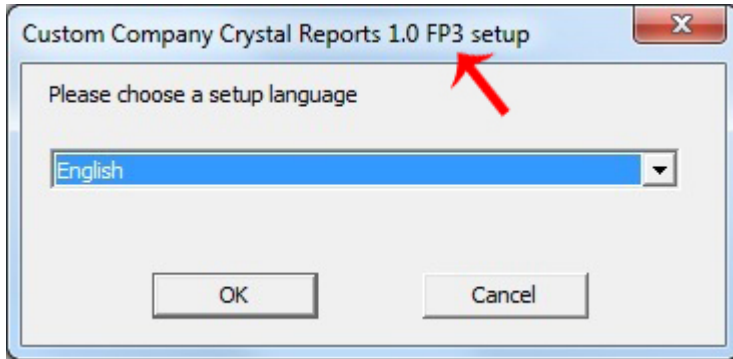 Custom Company Crystal Reports 1.0 FP3 setup
Please choose a setup language
English
OK
Cancel